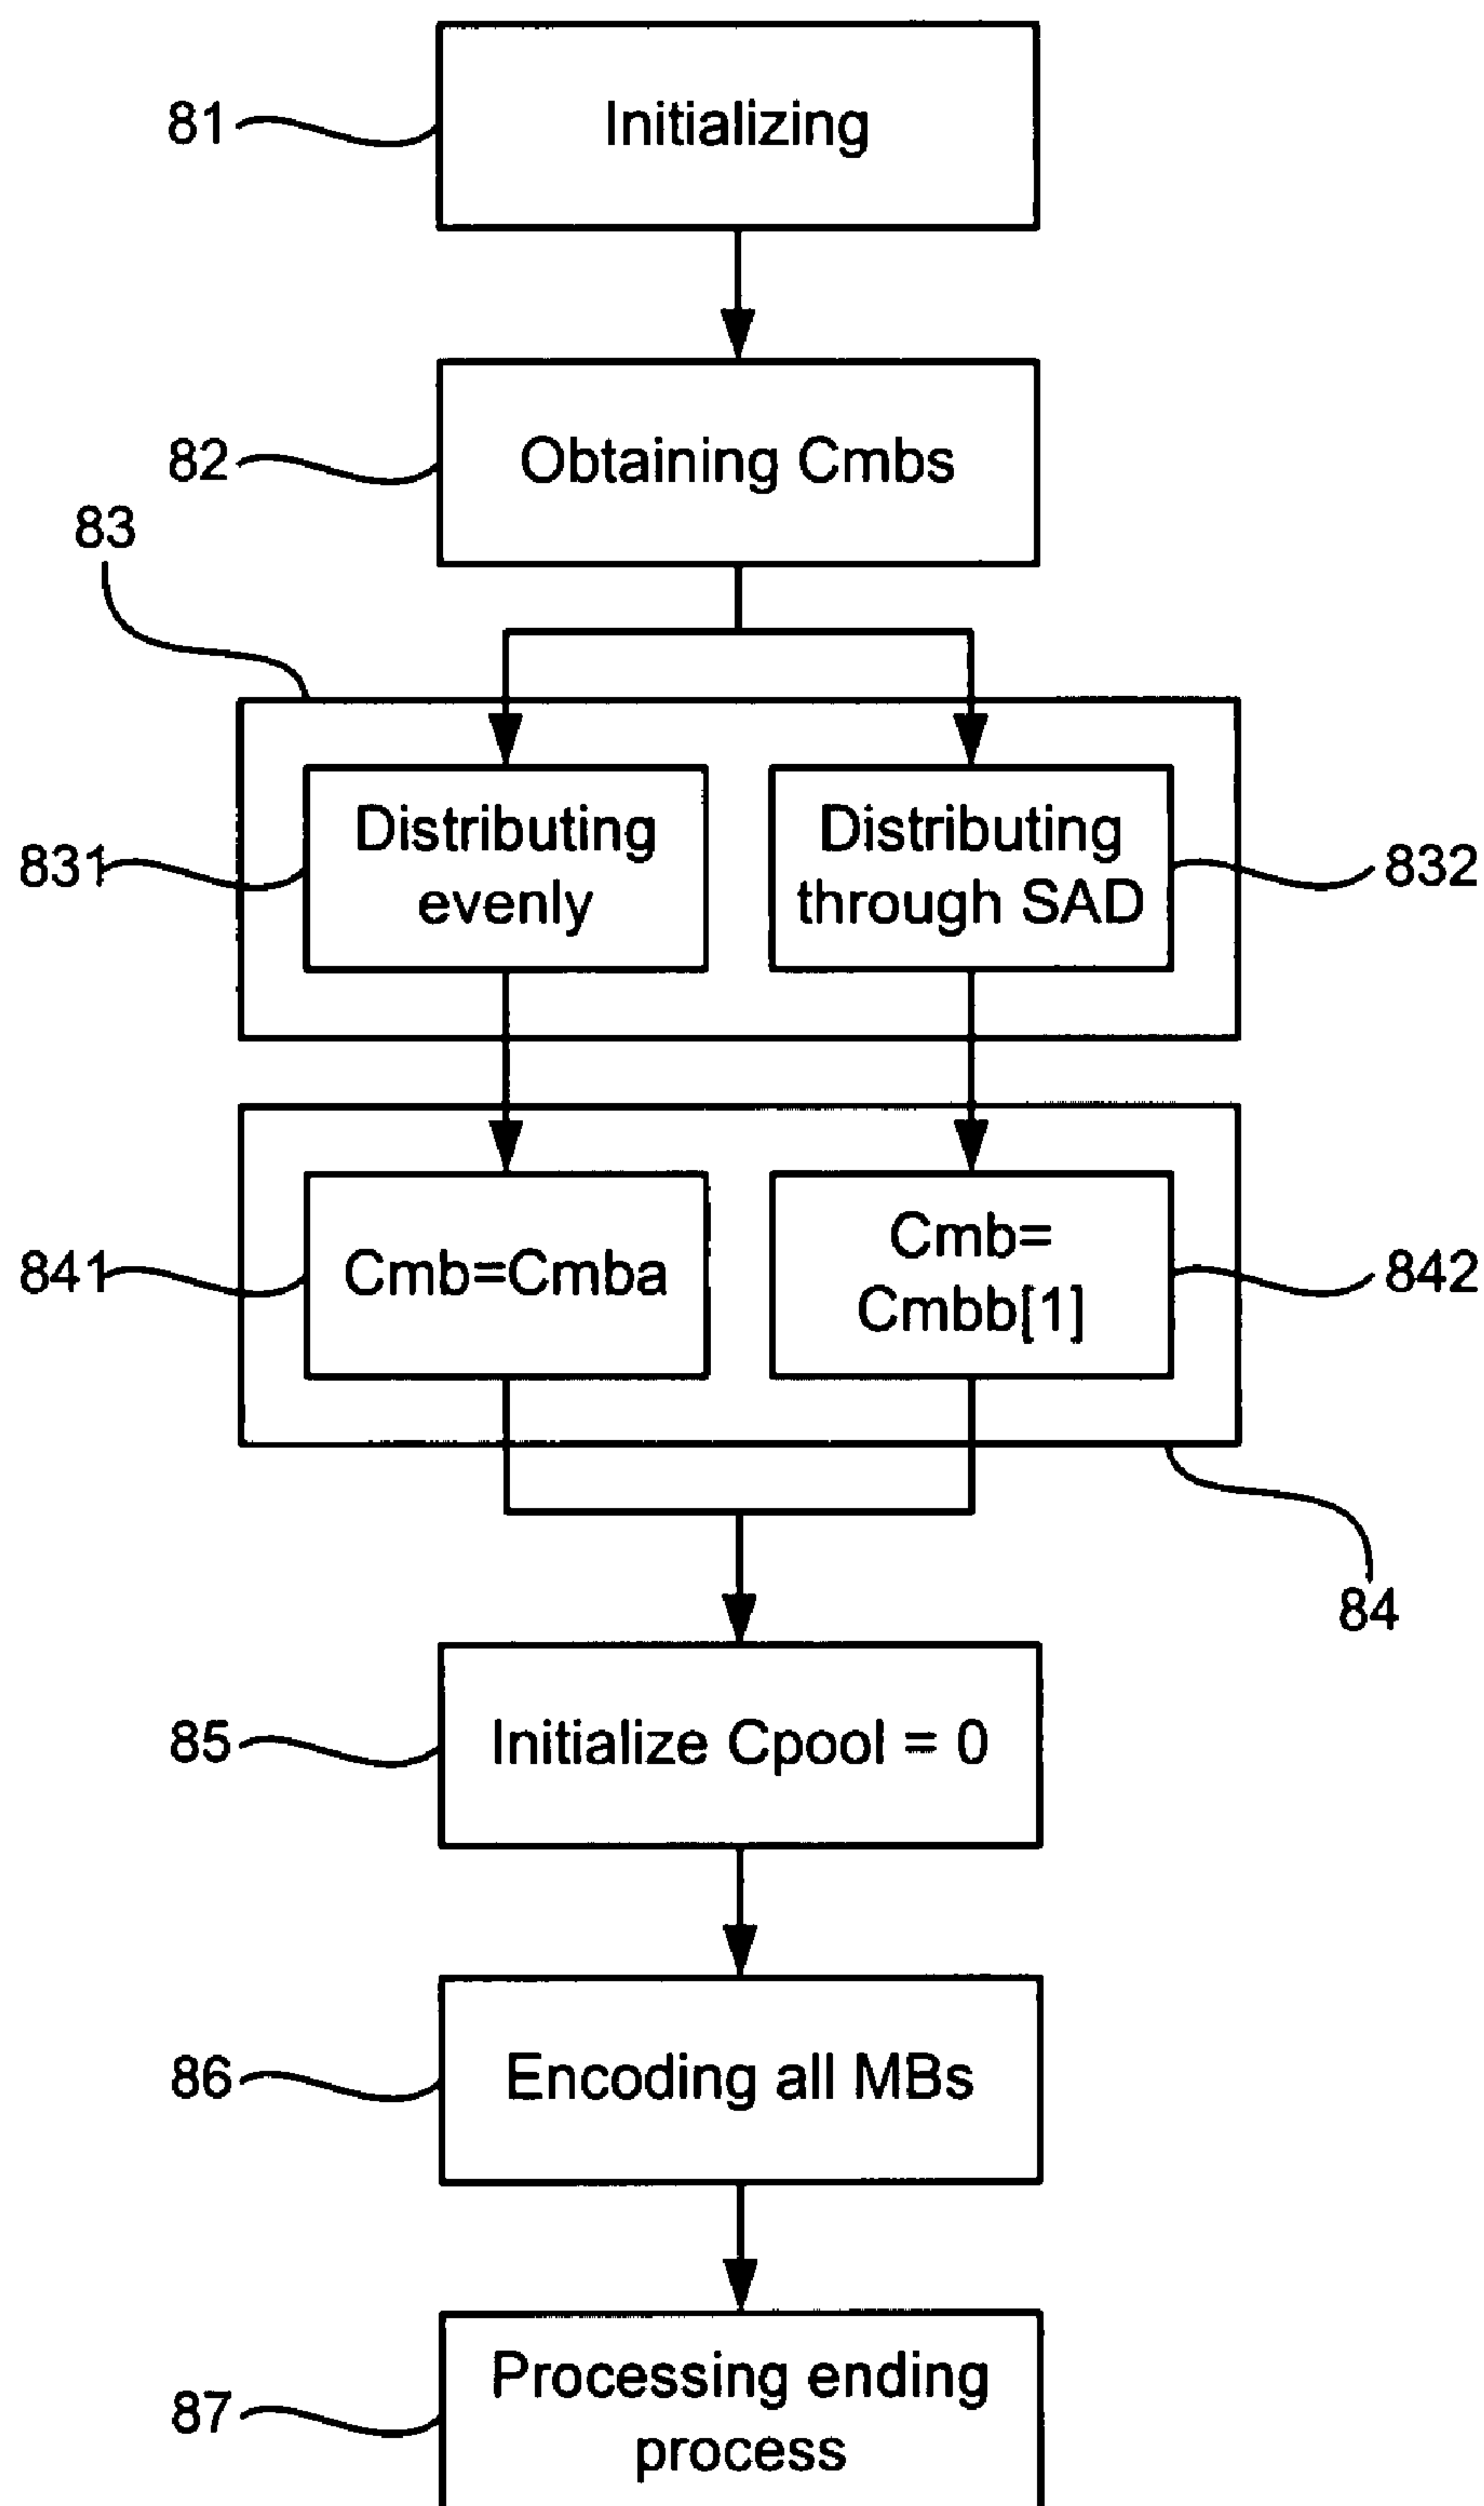 81
Initializing
82
Obtaining Cmbs
83
831
Distributing
evenly
Distributing
through SAD
832
841
Cmb=Cmba
Cmb=
Cmbb[1]
842
84
85
Initialize Cpool = 0
86
Encoding all MBs
87
Processing ending
process